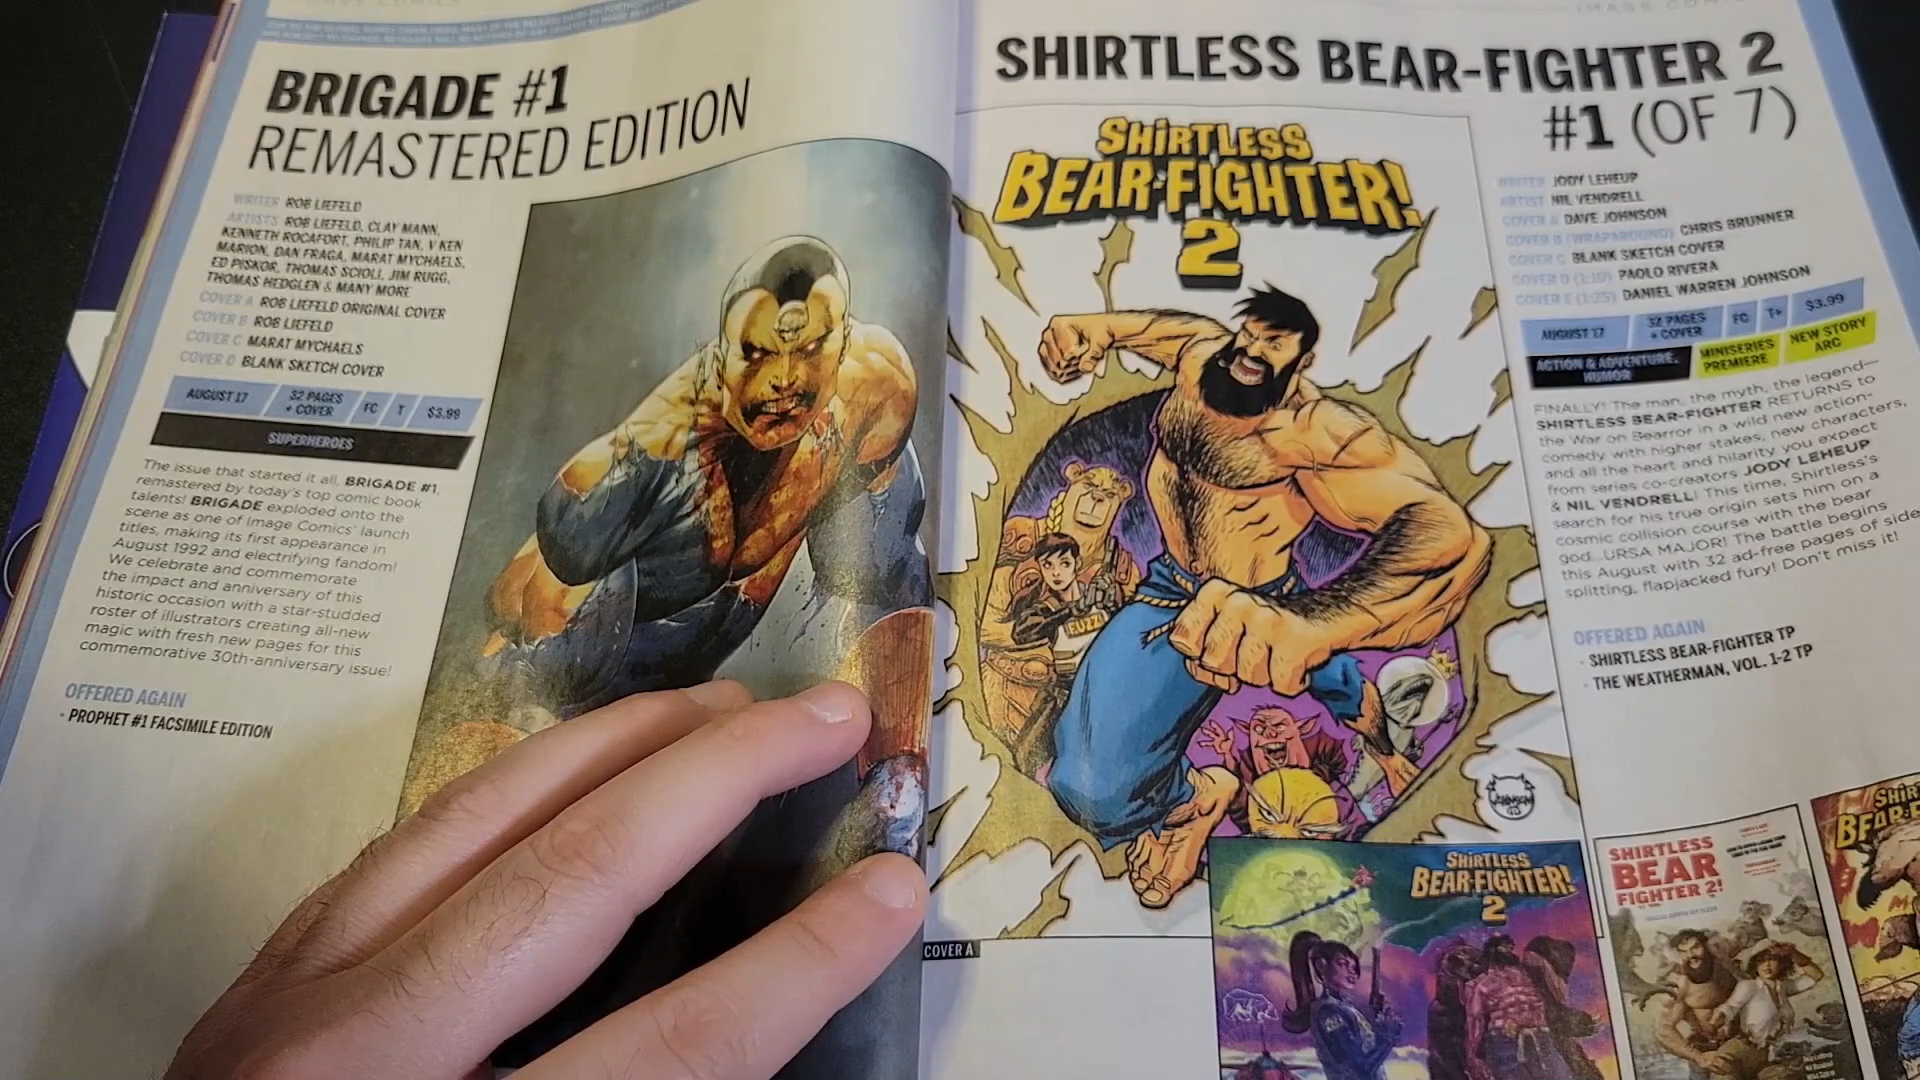 IMAGE COMICS
BRIGADE #1
REMASTERED EDITION
WRITER ROB LIEFELD
ARTISTS ROB LIEFELD, CLAY MANN,
KENNETH ROCAFORT, PHILIP TAN, V KEN
MARION, DAN FRAGA, MARAT MYCHAELS,
ED PISKOR, THOMAS SCIOLI, JIM RUGG,
THOMAS HEDGLEN & MANY MORE
COVER A ROB LIEFELD ORIGINAL COVER
COVER B ROB LIEFELD
COVER C MARAT MYCHAELS
COVER D BLANK SKETCH COVER
AUGUST 17
32 PAGES
+ COVER
FC
T
$3.99
SUPERHEROES
The issue that started it all, BRIGADE #1,
remastered by today's top comic book
talents! BRIGADE exploded onto the
scene as one of Image Comics' launch
titles, making its first appearance in
August 1992 and electrifying fandom!
We celebrate and commemorate
the impact and anniversary of this
historic occasion with a star-studded
roster of illustrators creating all-new
magic with fresh new pages for this
commemorative 30th-anniversary issue!
OFFERED AGAIN
• PROPHET #1 FACSIMILE EDITION
SHIRTLESS BEAR-FIGHTER 2
#1 (OF 7)
SHIRTLESS
BEAR-FIGHTER!
2
FUZZ
COVER A
WRITER JODY LEHEUP
ARTIST NIL VENDRELL
COVER A DAVE JOHNSON
COVER B (WRAPAROUND) CHRIS BRUNNER
COVER C BLANK SKETCH COVER
COVER D (1:10) PAOLO RIVERA
COVER E (1:25) DANIEL WARREN JOHNSON
AUGUST 17
32 PAGES
+ COVER
FC
T+
$3.99
ACTION & ADVENTURE,
HUMOR
MINISERIES
PREMIERE
NEW STORY
ARC
FINALLY! The man, the myth, the legend—
SHIRTLESS BEAR-FIGHTER RETURNS to
the War on Bearror in a wild new action-
comedy with higher stakes, new characters,
and all the heart and hilarity you expect
from series co-creators JODY LEHEUP
& NIL VENDRELL! This time, Shirtless's
search for his true origin sets him on a
cosmic collision course with the bear
god...URSA MAJOR! The battle begins
this August with 32 ad-free pages of side-
splitting, flapjacked fury! Don't miss it!
OFFERED AGAIN
• SHIRTLESS BEAR-FIGHTER TP
• THE WEATHERMAN, VOL. 1-2 TP
SHIRTLESS
BEAR-FIGHTER!
2
SHIRTLESS
BEAR
FIGHTER 2!